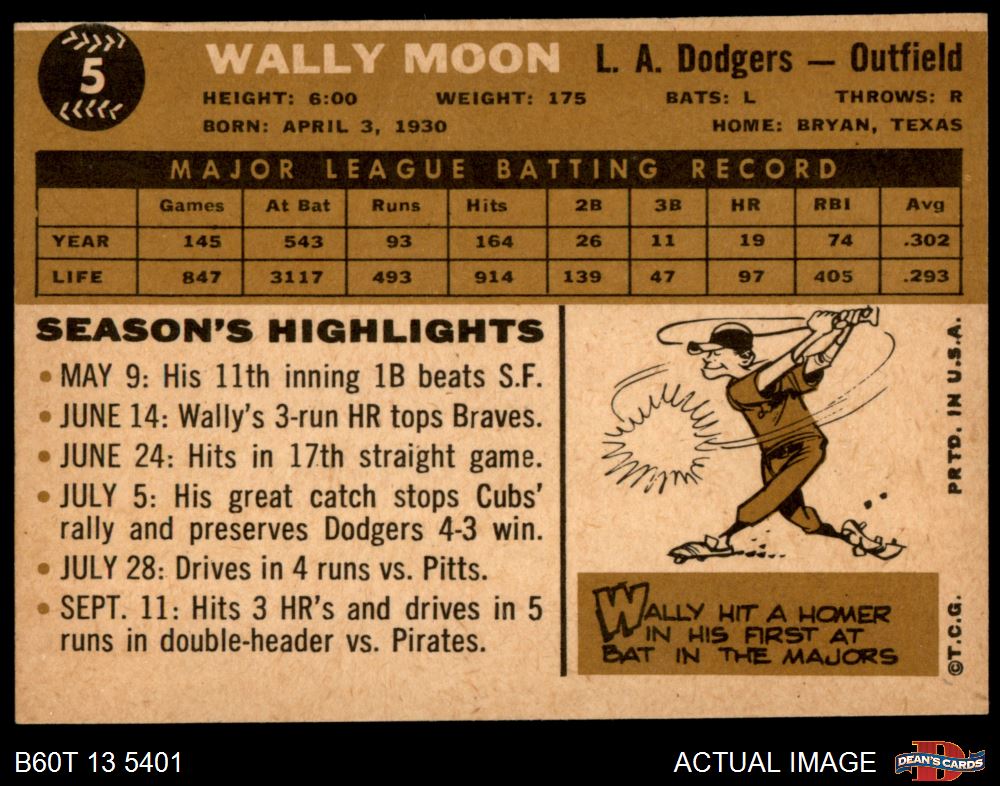 5
WALLY MOON L. A. Dodgers — Outfield
HEIGHT: 6:00 WEIGHT: 175 BATS: L THROWS: R
BORN: APRIL 3, 1930 HOME: BRYAN, TEXAS
MAJOR LEAGUE BATTING RECORD
Games At Bat Runs Hits 2B 3B HR RBI Avg
YEAR 145 543 93 164 26 11 19 74 .302
LIFE 847 3117 493 914 139 47 97 405 .293
SEASON'S HIGHLIGHTS
• MAY 9: His 11th inning 1B beats S.F.
• JUNE 14: Wally's 3-run HR tops Braves.
• JUNE 24: Hits in 17th straight game.
• JULY 5: His great catch stops Cubs'
rally and preserves Dodgers 4-3 win.
• JULY 28: Drives in 4 runs vs. Pitts.
• SEPT. 11: Hits 3 HR's and drives in 5
runs in double-header vs. Pirates.
WALLY HIT A HOMER
IN HIS FIRST AT
BAT IN THE MAJORS
©T.C.G. PRTD. IN U.S.A.
B60T 13 5401 ACTUAL IMAGE
D DEAN'S CARDS